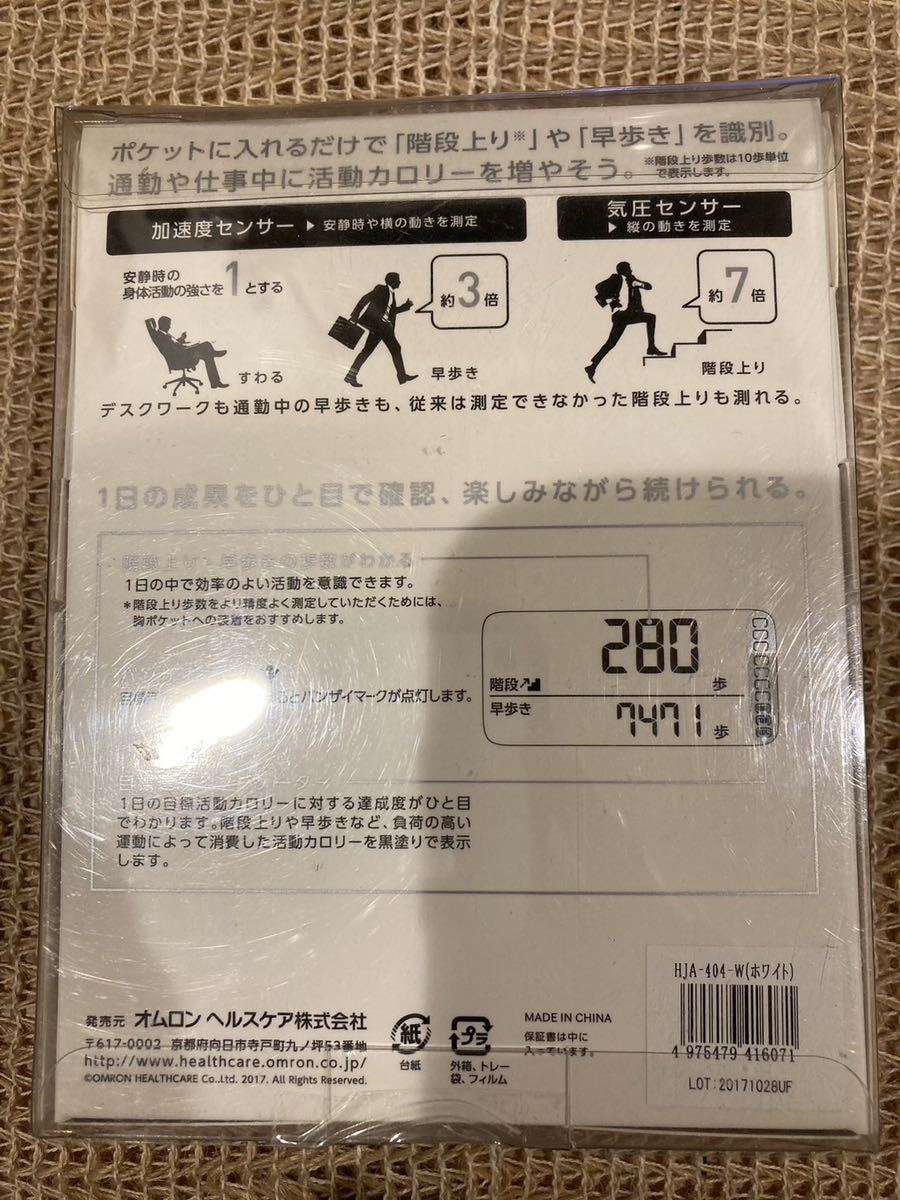 ポケットに入れるだけで「階段上り※」や「早歩き」を識別。
通勤や仕事中に活動カロリーを増やそう。
※階段上り歩数は10歩単位
で表示します。
加速度センサー ▶ 安静時や横の動きを測定
安静時の
身体活動の強さを1とする
約3倍
すわる
早歩き
気圧センサー
▶ 縦の動きを測定
約7倍
階段上り
デスクワークも通勤中の早歩きも、従来は測定できなかった階段上りも測れる。
1日の成果をひと目で確認、楽しみながら続けられる。
階段上り・早歩きの歩数がわかる
1日の中で効率のよい活動を意識できます。
*階段上り歩数をより精度よく測定していただくためには、
胸ポケットへの装着をおすすめします。
とバンザイマークが点灯します。
280
階段 歩
早歩き 7471 歩
1日の目標活動カロリーに対する達成度がひと目
でわかります。階段上りや早歩きなど、負荷の高い
運動によって消費した活動カロリーを黒塗りで表示
します。
発売元 オムロン ヘルスケア株式会社
〒617-0002 京都府向日市寺戸町九ノ坪53番地
http://www.healthcare.omron.co.jp/
©OMRON HEALTHCARE Co.,Ltd. 2017. All Rights Reserved.
紙
台紙
プラ
外箱、トレー
袋、フィルム
MADE IN CHINA
保証書は中に
入っています。
HJA-404-W(ホワイト)
4 975479 416071
LOT:20171028UF